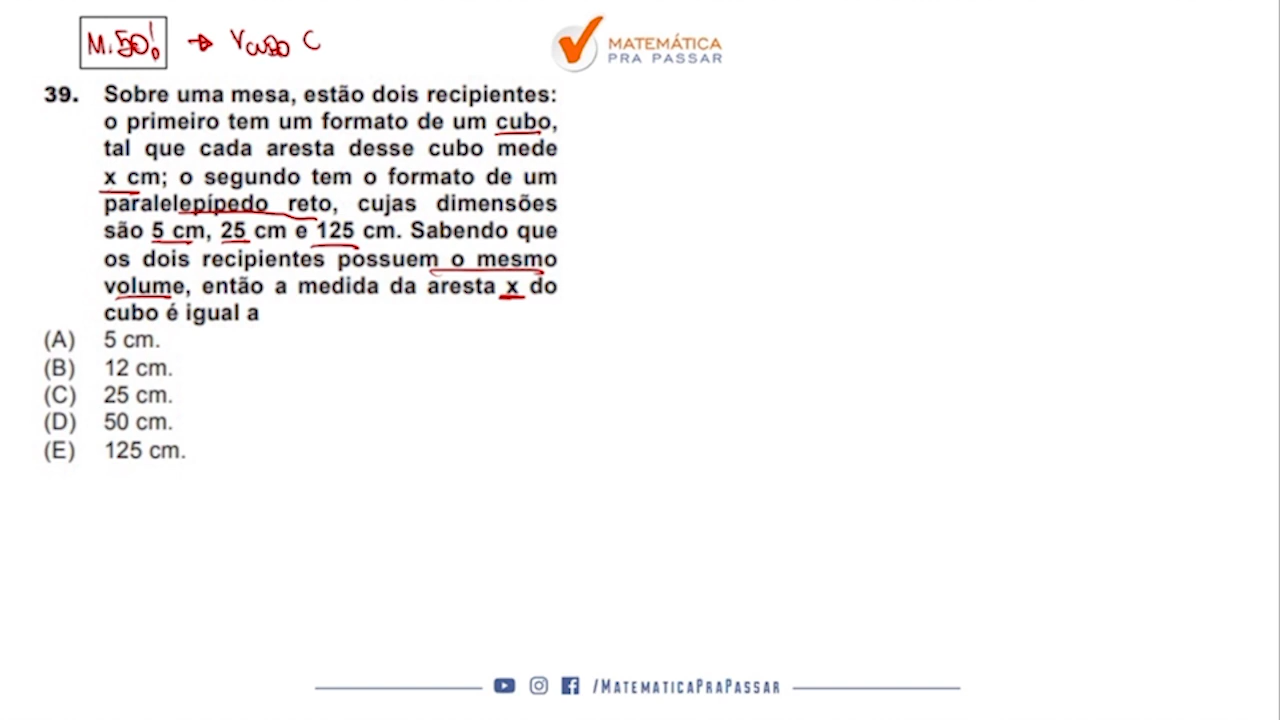 M.50! → V cubo C
MATEMÁTICA
PRA PASSAR
39. Sobre uma mesa, estão dois recipientes:
o primeiro tem um formato de um cubo,
tal que cada aresta desse cubo mede
x cm; o segundo tem o formato de um
paralelepípedo reto, cujas dimensões
são 5 cm, 25 cm e 125 cm. Sabendo que
os dois recipientes possuem o mesmo
volume, então a medida da aresta x do
cubo é igual a
(A) 5 cm.
(B) 12 cm.
(C) 25 cm.
(D) 50 cm.
(E) 125 cm.
/MATEMATICAPRAPASSAR